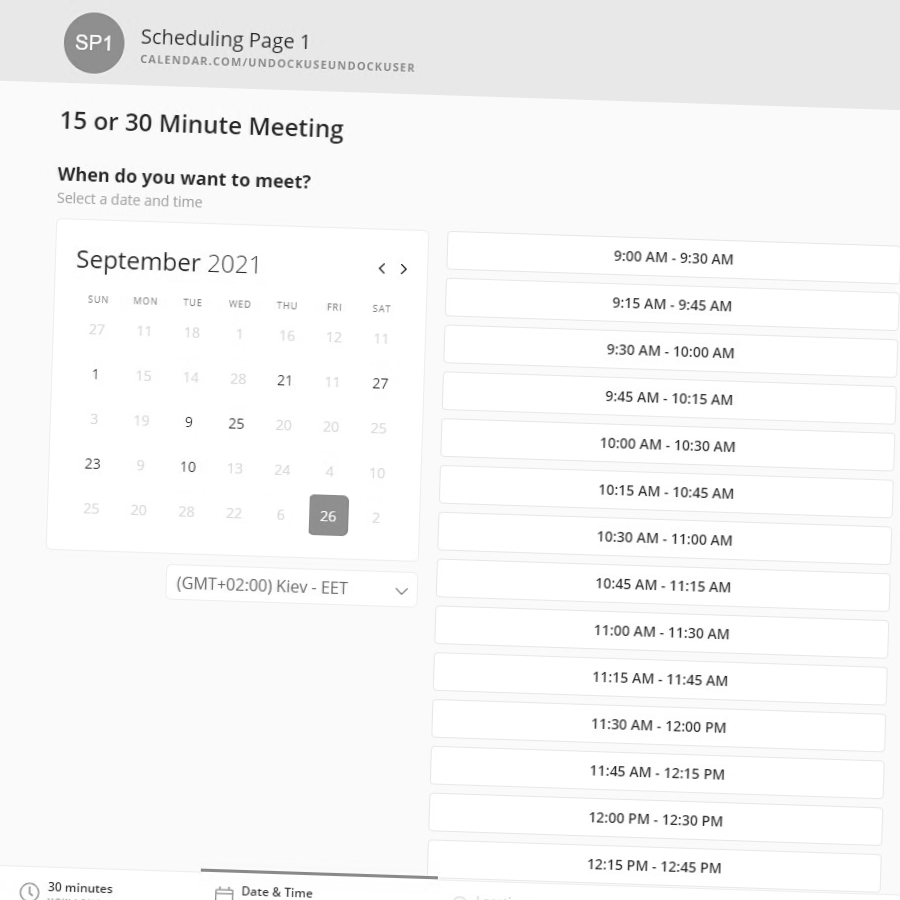 SP1
Scheduling Page 1
CALENDAR.COM/UNDOCKUSEUNDOCKUSER
15 or 30 Minute Meeting
When do you want to meet?
Select a date and time
September 2021
SUN MON TUE WED THU FRI SAT
27 11 18 1 16 12 11
1 15 14 28 21 11 27
3 19 9 25 20 20 25
23 9 10 13 24 4 10
25 20 28 22 6 26 2
(GMT+02:00) Kiev - EET
9:00 AM - 9:30 AM
9:15 AM - 9:45 AM
9:30 AM - 10:00 AM
9:45 AM - 10:15 AM
10:00 AM - 10:30 AM
10:15 AM - 10:45 AM
10:30 AM - 11:00 AM
10:45 AM - 11:15 AM
11:00 AM - 11:30 AM
11:15 AM - 11:45 AM
11:30 AM - 12:00 PM
11:45 AM - 12:15 PM
12:00 PM - 12:30 PM
12:15 PM - 12:45 PM
30 minutes
Date & Time